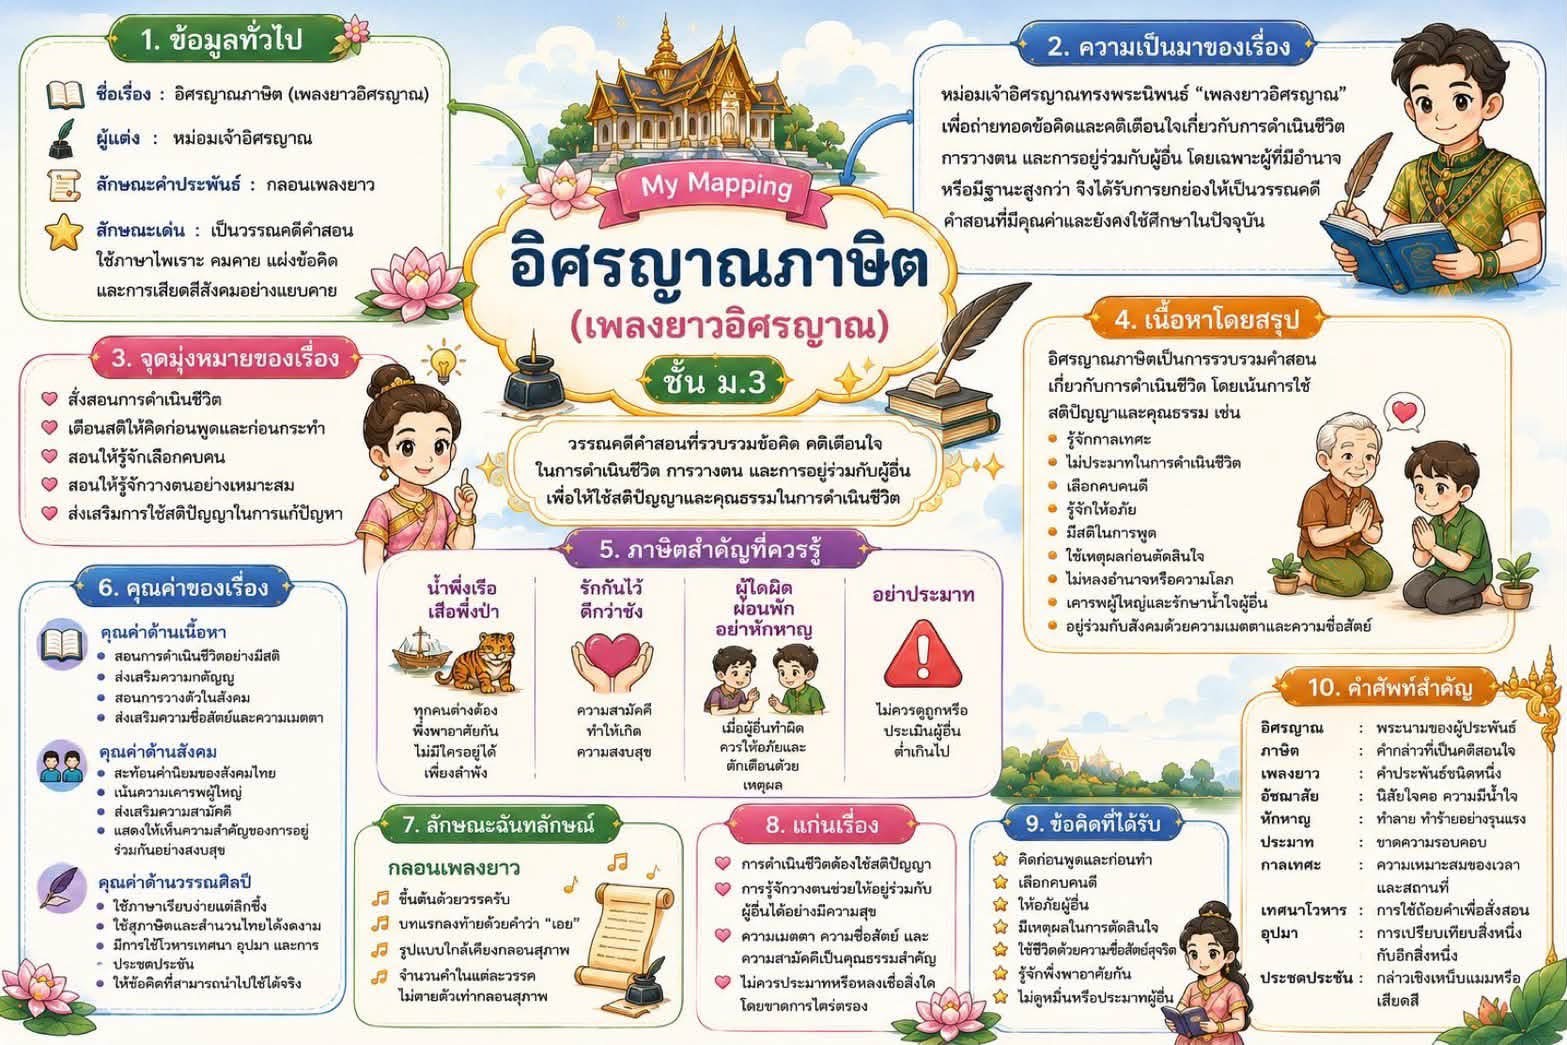 My Mapping
อิศรญาณภาษิต
(เพลงยาวอิศรญาณ)
ชั้น ม.3
วรรณคดีคำสอนที่รวบรวมข้อคิด คติเตือนใจ
ในการดำเนินชีวิต การวางตน และการอยู่ร่วมกับผู้อื่น
เพื่อให้ใช้สติปัญญาและคุณธรรมในการดำเนินชีวิต
1. ข้อมูลทั่วไป
ชื่อเรื่อง : อิศรญาณภาษิต (เพลงยาวอิศรญาณ)
ผู้แต่ง : หม่อมเจ้าอิศรญาณ
ลักษณะคำประพันธ์ : กลอนเพลงยาว
ลักษณะเด่น : เป็นวรรณคดีคำสอน
ใช้ภาษาไพเราะ คมคาย แฝงข้อคิด
และการเสียดสีสังคมอย่างแยบคาย
2. ความเป็นมาของเรื่อง
หม่อมเจ้าอิศรญาณทรงพระนิพนธ์ “เพลงยาวอิศรญาณ”
เพื่อถ่ายทอดข้อคิดและคติเตือนใจเกี่ยวกับการดำเนินชีวิต
การวางตน และการอยู่ร่วมกับผู้อื่น โดยเฉพาะผู้ที่มีอำนาจ
หรือมีฐานะสูงกว่า จึงได้รับการยกย่องให้เป็นวรรณคดี
คำสอนที่มีคุณค่าและยังคงใช้ศึกษาในปัจจุบัน
3. จุดมุ่งหมายของเรื่อง
สั่งสอนการดำเนินชีวิต
เตือนสติให้คิดก่อนพูดและก่อนกระทำ
สอนให้รู้จักเลือกคบคน
สอนให้รู้จักวางตนอย่างเหมาะสม
ส่งเสริมการใช้สติปัญญาในการแก้ปัญหา
4. เนื้อหาโดยสรุป
อิศรญาณภาษิตเป็นการรวบรวมคำสอน
เกี่ยวกับการดำเนินชีวิต โดยเน้นการใช้
สติปัญญาและคุณธรรม เช่น
รู้จักกาลเทศะ
ไม่ประมาทในการดำเนินชีวิต
เลือกคบคนดี
รู้จักให้อภัย
มีสติในการพูด
ใช้เหตุผลก่อนตัดสินใจ
ไม่หลงอำนาจหรือความโลภ
เคารพผู้ใหญ่และรักษาน้ำใจผู้อื่น
อยู่ร่วมกับสังคมด้วยความเมตตาและความซื่อสัตย์
5. ภาษิตสำคัญที่ควรรู้
น้ำพึ่งเรือ
เสือพึ่งป่า
ทุกคนต่างต้อง
พึ่งพาอาศัยกัน
ไม่มีใครอยู่ได้
เพียงลำพัง
รักกันไว้
ดีกว่าชัง
ความสามัคคี
ทำให้เกิด
ความสงบสุข
ผู้ใดผิด
ผ่อนพัก
อย่าหักหาญ
เมื่อผู้อื่นทำผิด
ควรให้อภัยและ
ตักเตือนด้วย
เหตุผล
อย่าประมาท
ไม่ควรดูถูกหรือ
ประเมินผู้อื่น
ต่ำเกินไป
6. คุณค่าของเรื่อง
คุณค่าด้านเนื้อหา
สอนการดำเนินชีวิตอย่างมีสติ
ส่งเสริมความกตัญญู
สอนการวางตัวในสังคม
ส่งเสริมความซื่อสัตย์และความเมตตา
คุณค่าด้านสังคม
สะท้อนค่านิยมของสังคมไทย
เน้นความเคารพผู้ใหญ่
ส่งเสริมความสามัคคี
แสดงให้เห็นความสำคัญของการอยู่
ร่วมกันอย่างสงบสุข
คุณค่าด้านวรรณศิลป์
ใช้ภาษาเรียบง่ายแต่ลึกซึ้ง
ใช้สุภาษิตและสำนวนไทยได้งดงาม
มีการใช้โวหารเทศนา อุปมา และการ
ประชดประชัน
ให้ข้อคิดที่สามารถนำไปใช้ได้จริง
7. ลักษณะฉันทลักษณ์
กลอนเพลงยาว
ขึ้นต้นด้วยวรรครับ
บทแรกลงท้ายด้วยคำว่า “เอย”
รูปแบบใกล้เคียงกลอนสุภาพ
จำนวนคำในแต่ละวรรค
ไม่ตายตัวเท่ากลอนสุภาพ
8. แก่นเรื่อง
การดำเนินชีวิตต้องใช้สติปัญญา
การรู้จักวางตนช่วยให้อยู่ร่วมกับ
ผู้อื่นได้อย่างมีความสุข
ความเมตตา ความซื่อสัตย์ และ
ความสามัคคีเป็นคุณธรรมสำคัญ
ไม่ควรประมาทหรือหลงเชื่อสิ่งใด
โดยขาดการไตร่ตรอง
9. ข้อคิดที่ได้รับ
คิดก่อนพูดและก่อนทำ
เลือกคบคนดี
ให้อภัยผู้อื่น
มีเหตุผลในการตัดสินใจ
ใช้ชีวิตด้วยความซื่อสัตย์สุจริต
รู้จักพึ่งพาอาศัยกัน
ไม่ดูหมิ่นหรือประมาทผู้อื่น
10. คำศัพท์สำคัญ
อิศรญาณ : พระนามของผู้ประพันธ์
ภาษิต : คำกล่าวที่เป็นคติสอนใจ
เพลงยาว : คำประพันธ์ชนิดหนึ่ง
อัชฌาสัย : นิสัยใจคอ ความมีน้ำใจ
หักหาญ : ทำลาย ทำร้ายอย่างรุนแรง
ประมาท : ขาดความรอบคอบ
กาลเทศะ : ความเหมาะสมของเวลา
และสถานที่
เทศนาโวหาร : การใช้ถ้อยคำเพื่อสั่งสอน
อุปมา : การเปรียบเทียบสิ่งหนึ่ง
กับอีกสิ่งหนึ่ง
ประชดประชัน : กล่าวเชิงเหน็บแนมหรือ
เสียดสี